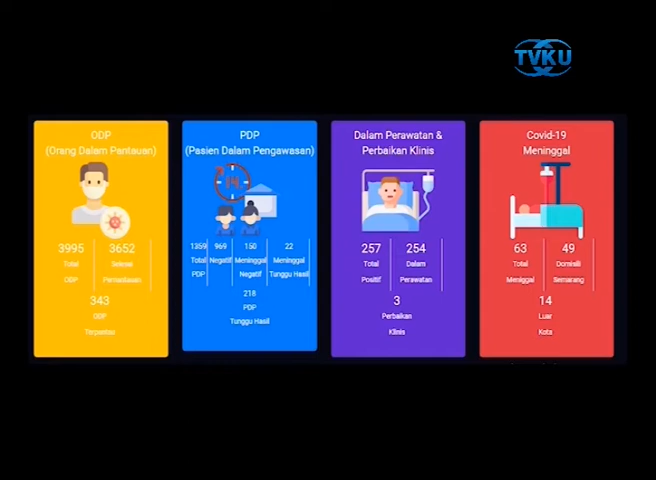 TVKU
ODP
(Orang Dalam Pantauan)
3995 3652
Total Selesai
ODP Pemantauan
343
ODP
Terpantau
PDP
(Pasien Dalam Pengawasan)
1359 969 150 22
Total Negatif Meninggal Meninggal
PDP Negatif Tunggu Hasil
218
PDP
Tunggu Hasil
Dalam Perawatan &
Perbaikan Klinis
257 254
Total Dalam
Positif Perawatan
3
Perbaikan
Klinis
Covid-19
Meninggal
63 49
Total Domisili
Meniggal Semarang
14
Luar
Kota